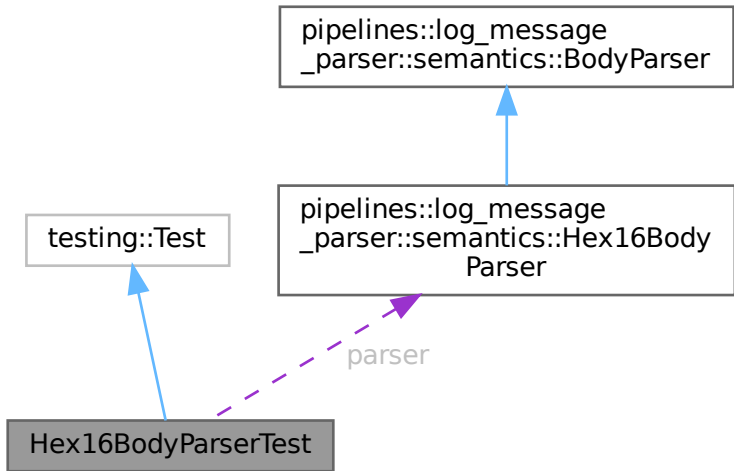 pipelines::log_message
_parser::semantics::BodyParser
pipelines::log_message
_parser::semantics::Hex16Body
Parser
testing::Test
parser
Hex16BodyParserTest